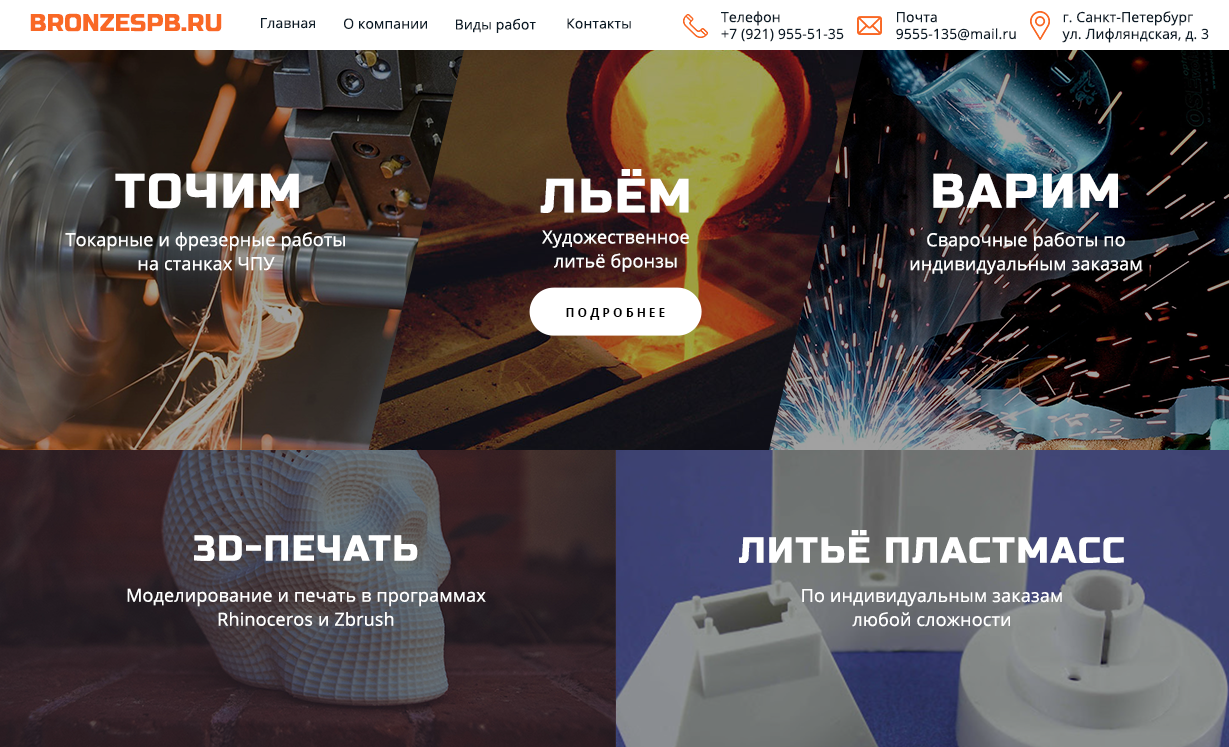 BRONZESPB.RU
Главная
О компании
Виды работ
Контакты
Телефон
+7 (921) 955-51-35
Почта
9555-135@mail.ru
г. Санкт-Петербург
ул. Лифляндская, д. 3
ТОЧИМ
Токарные и фрезерные работы
на станках ЧПУ
ЛЬЁМ
Художественное
литьё бронзы
ПОДРОБНЕЕ
ВАРИМ
Сварочные работы по
индивидуальным заказам
3D-ПЕЧАТЬ
Моделирование и печать в программах
Rhinoceros и Zbrush
ЛИТЬЁ ПЛАСТМАСС
По индивидуальным заказам
любой сложности